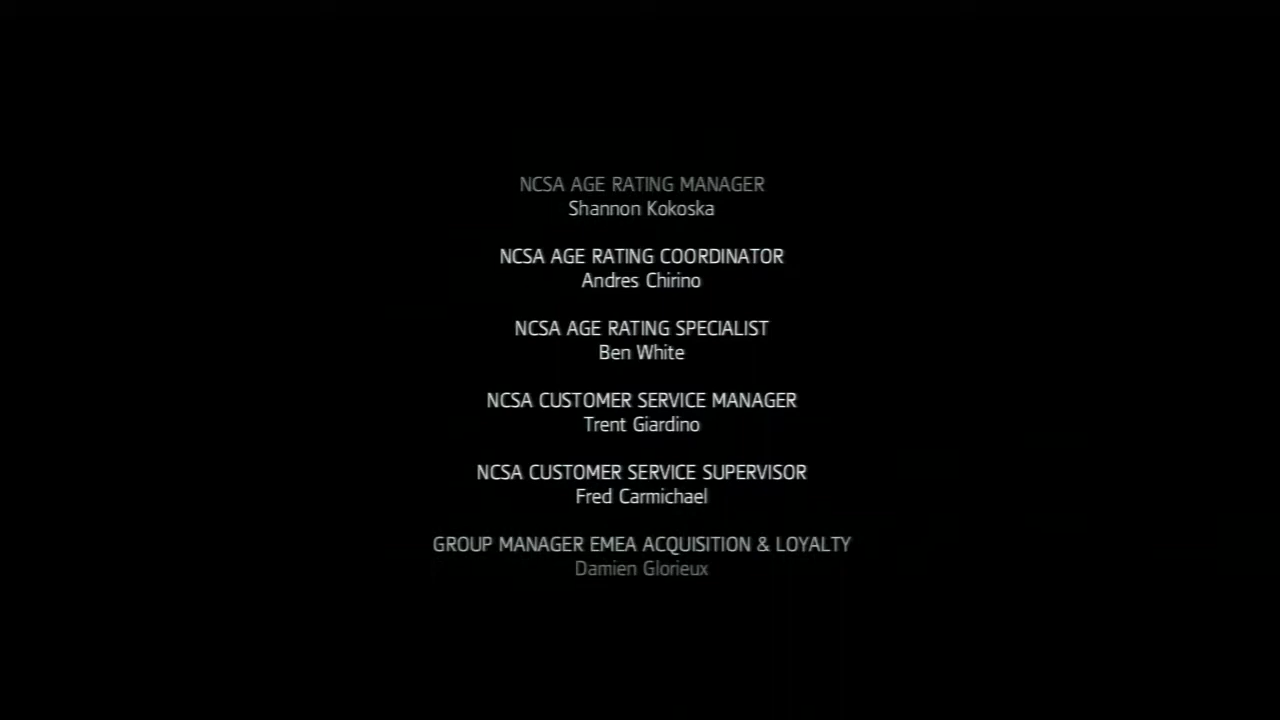 NCSA AGE RATING MANAGER
Shannon Kokoska
NCSA AGE RATING COORDINATOR
Andres Chirino
NCSA AGE RATING SPECIALIST
Ben White
NCSA CUSTOMER SERVICE MANAGER
Trent Giardino
NCSA CUSTOMER SERVICE SUPERVISOR
Fred Carmichael
GROUP MANAGER EMEA ACQUISITION & LOYALTY
Damien Glorieux